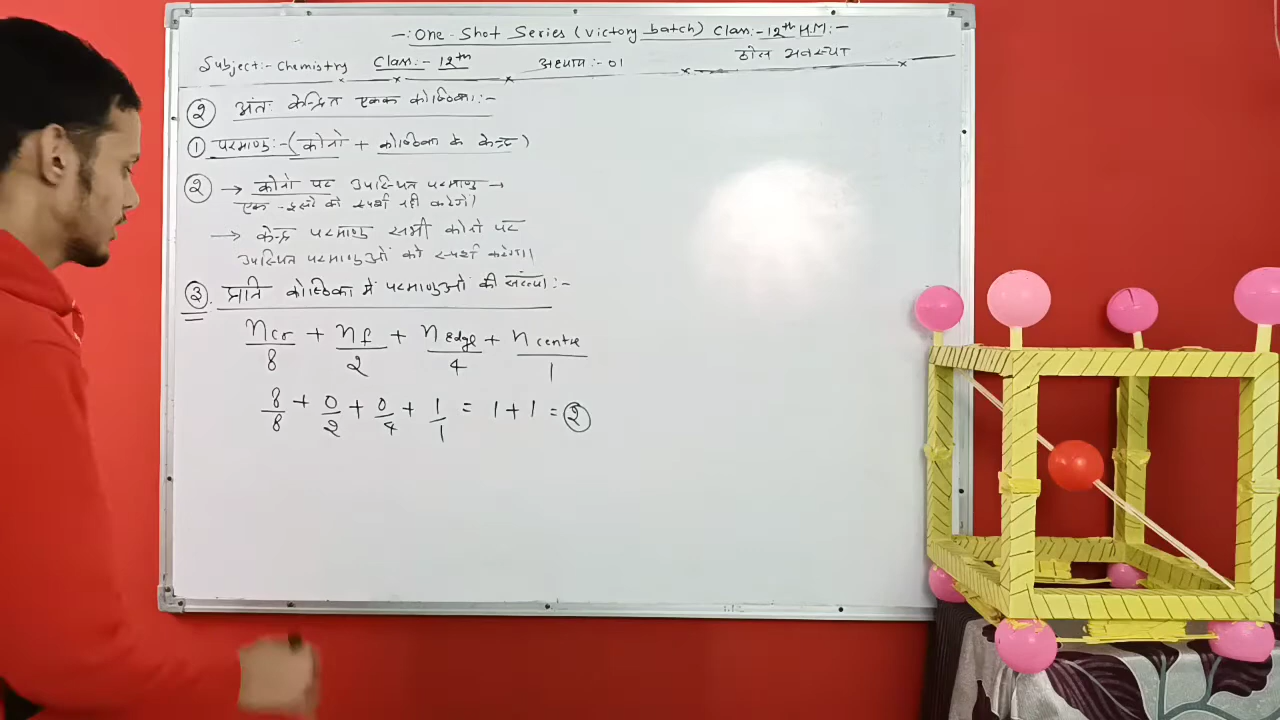 -: One-Shot Series (victory batch) Class:- 12th H.M:-
Subject:- Chemistry Class:- 12th अध्याय:- 01 ठोस अवस्था
② अंतः केन्द्रित एकक कोष्ठिका:-
① परमाणु:- (कोनों + कोष्ठिका के केन्द्र)
② → कोनों पर उपस्थित परमाणु →
एक-दूसरे को स्पर्श नहीं करेंगे।
→ केन्द्र परमाणु सभी कोनों पर
उपस्थित परमाणुओं को स्पर्श करेगा।
③. प्रति कोष्ठिका में परमाणुओं की संख्या:-
ncr/8 + nf/2 + nedge/4 + ncentre/1
8/8 + 0/2 + 0/4 + 1/1 = 1 + 1 = ②